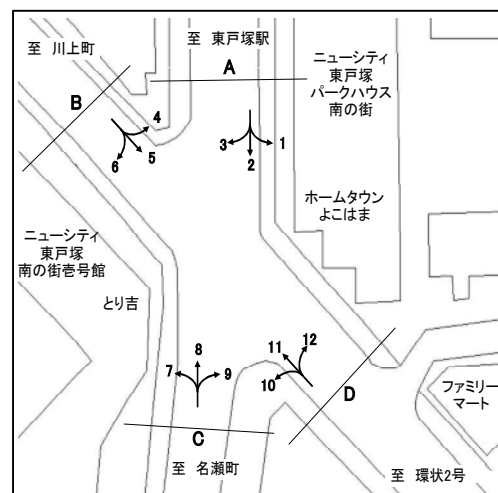 至 東戸塚駅
至 川上町
A
ニューシティ
東戸塚
パークハウス
南の街
B
4
5
6
3
2
1
ホームタウン
よこはま
ニューシティ
東戸塚
南の街壱号館
とり吉
8
7
9
11
12
10
D
C
ファミリー
マート
至 名瀬町
至 環状2号